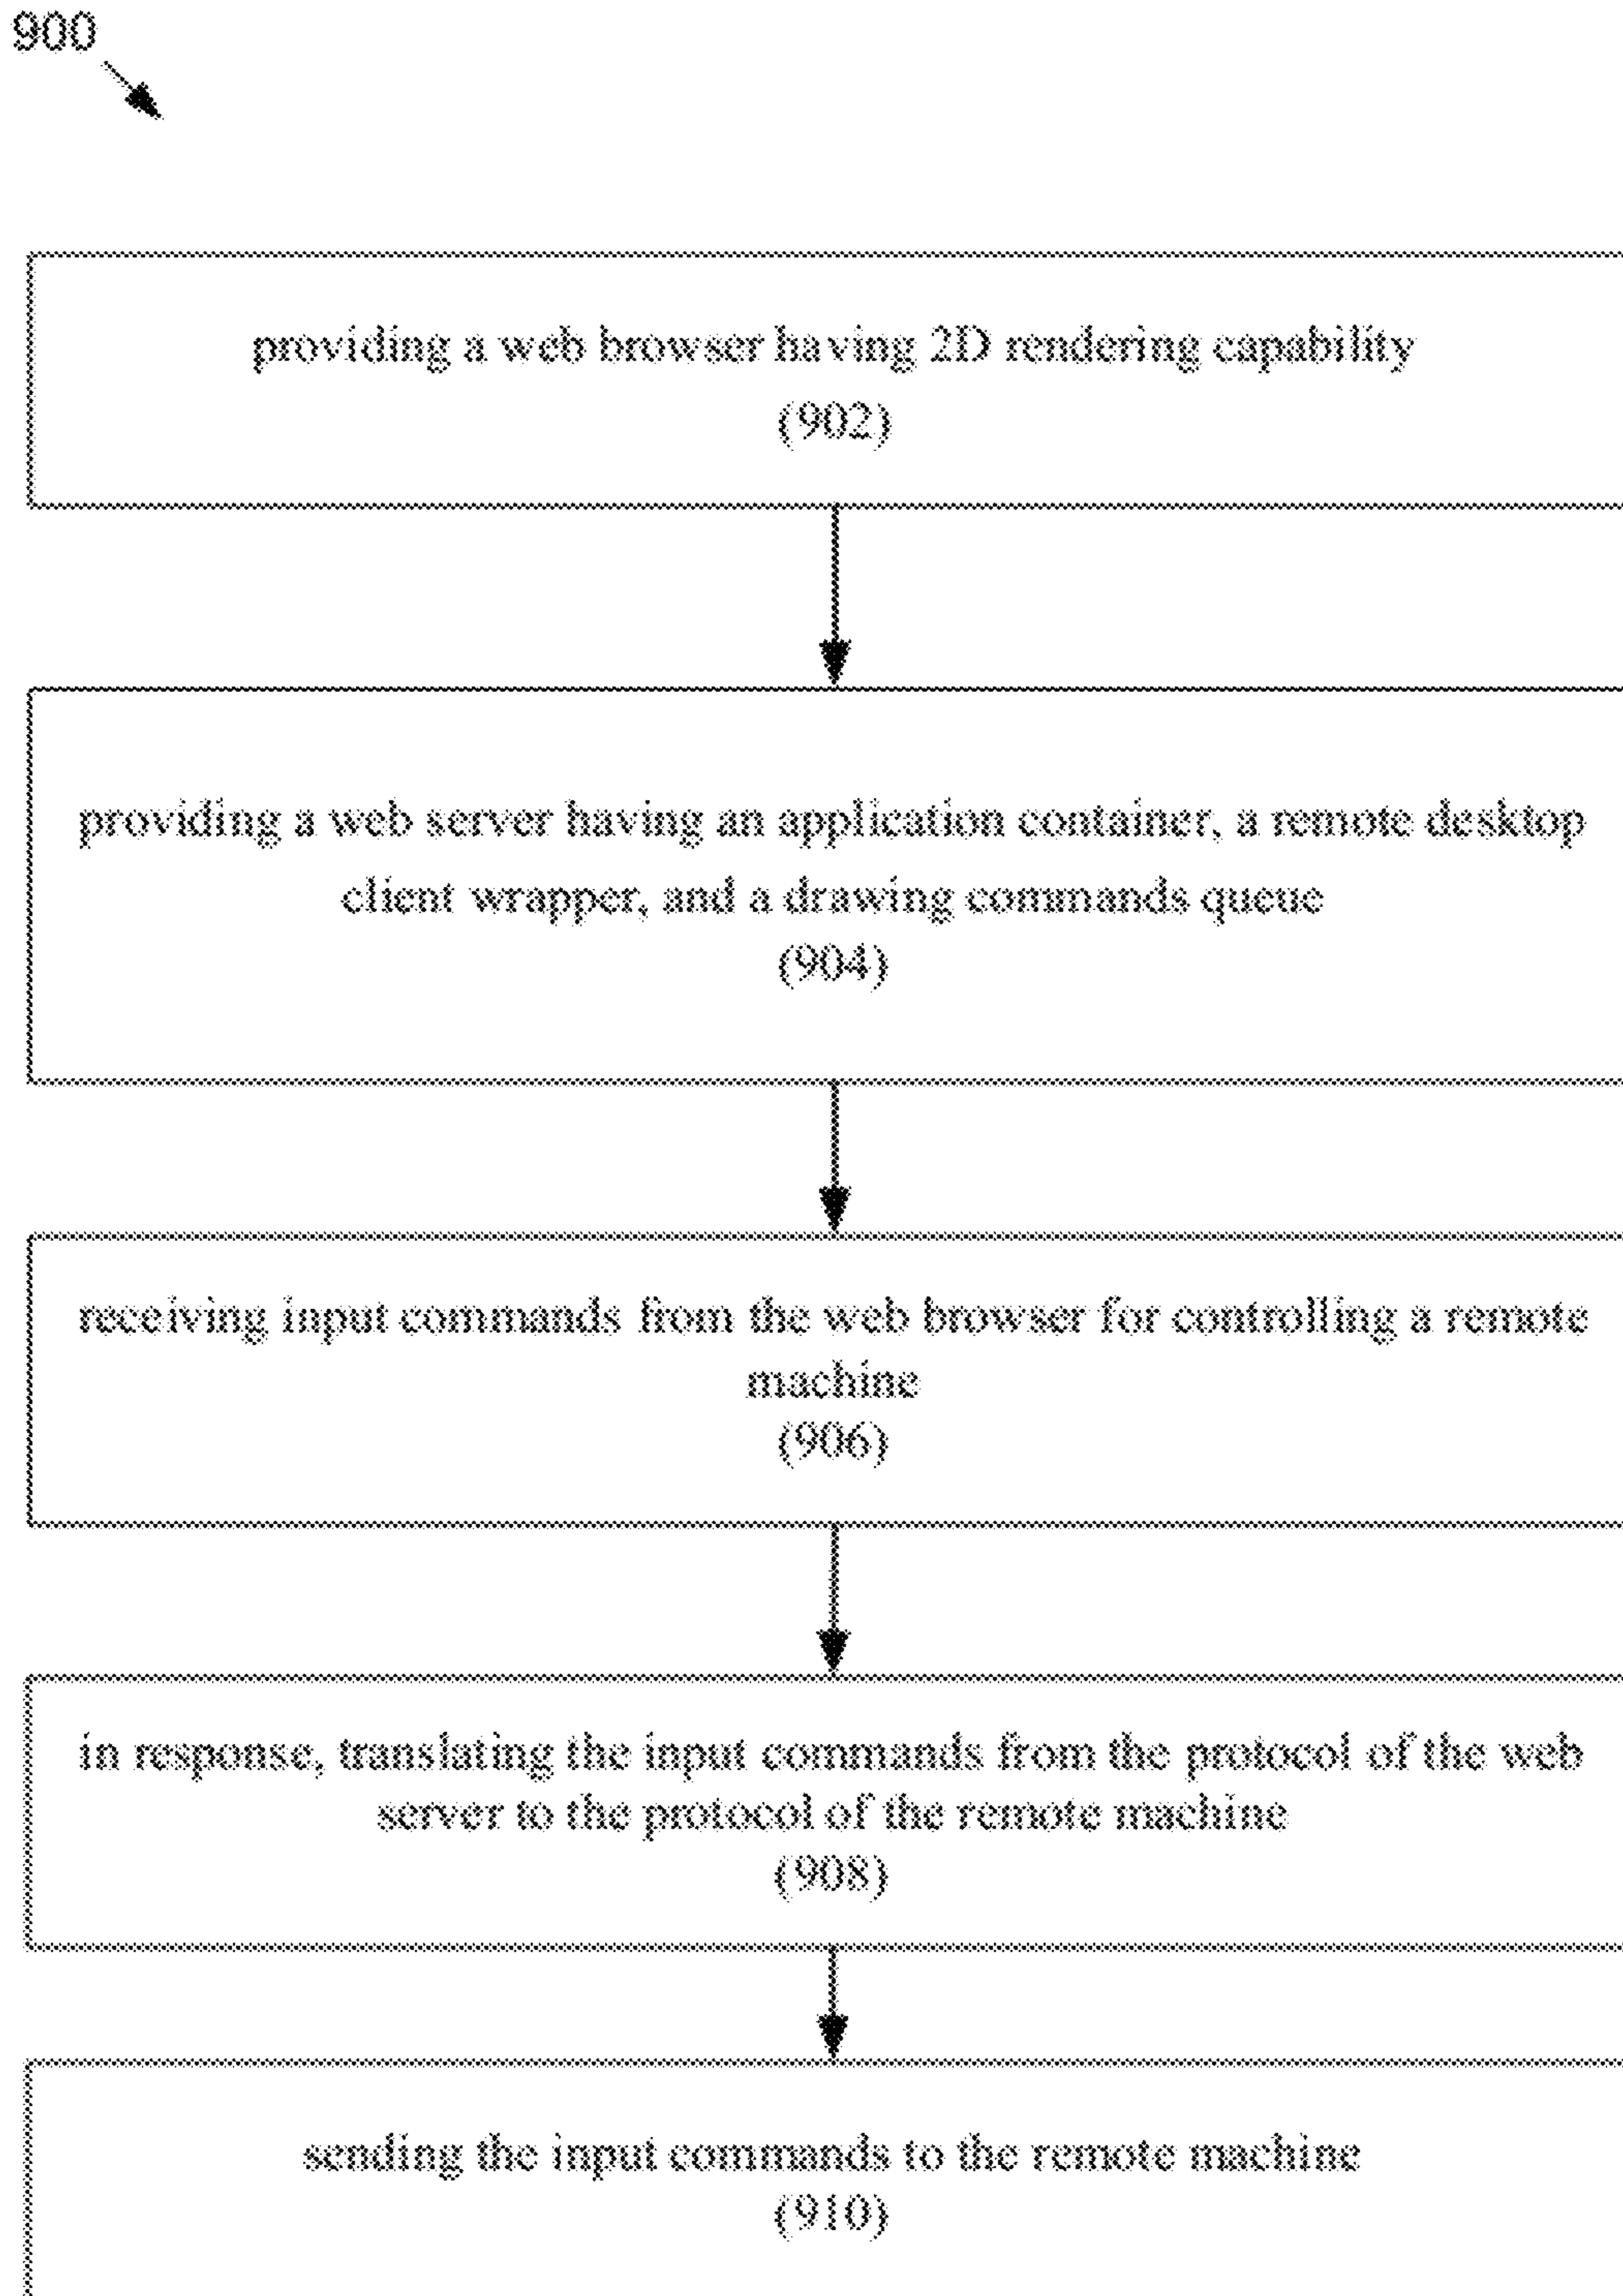 900
providing a web browser having 2D rendering capability
(902)
providing a web server having an application container, a remote desktop
client wrapper, and a drawing commands queue
(904)
receiving input commands from the web browser for controlling a remote
machine
(906)
in response, translating the input commands from the protocol of the web
server to the protocol of the remote machine
(908)
sending the input commands to the remote machine
(910)